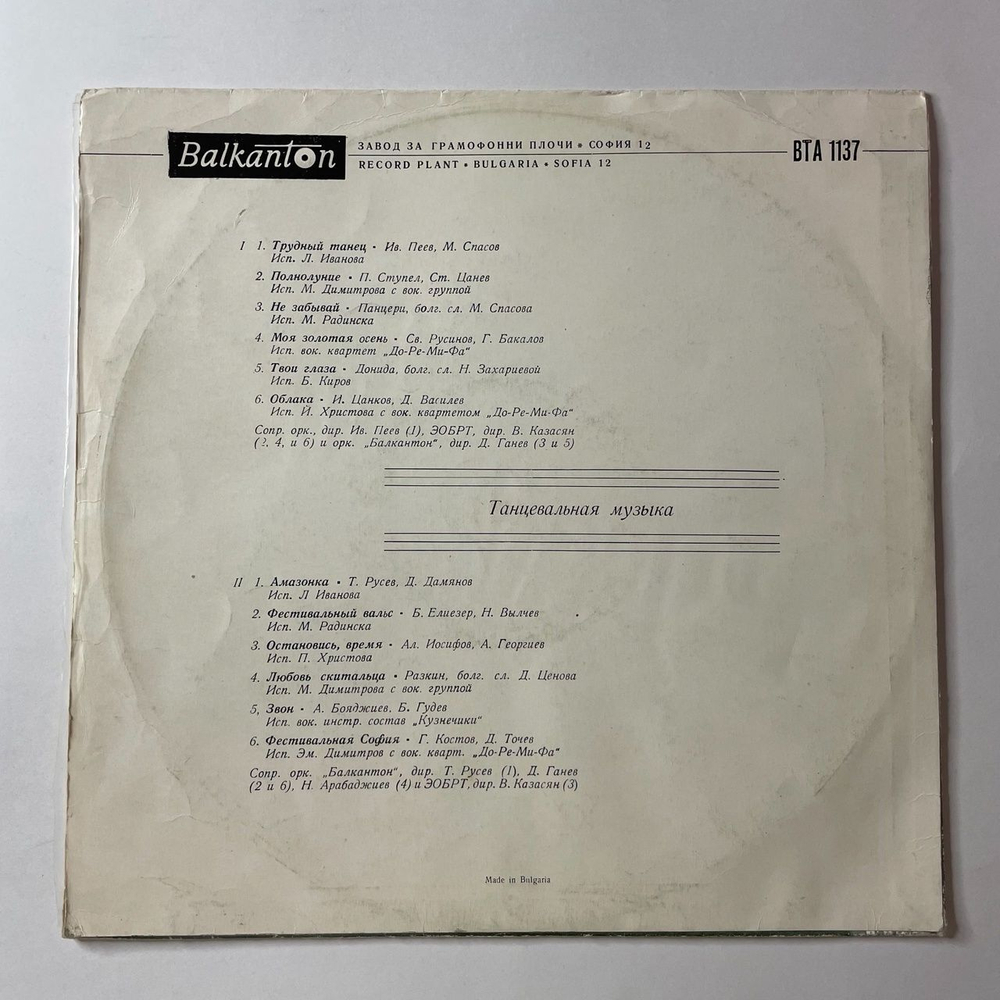 Balkanton
ЗАВОД ЗА ГРАМОФОННИ ПЛОЧИ • СОФИЯ 12
RECORD PLANT • BULGARIA • SOFIA 12
ВТА 1137
I 1. Трудный танец • Ив. Пеев, М. Спасов
Исп. Л. Иванова
2. Полнолуние • П. Ступел, Ст. Цанев
Исп. М. Димитрова с вок. группой
3. Не забывай • Панцери, болг. сл. М. Спасова
Исп. М. Радинска
4. Моя золотая осень • Св. Русинов, Г. Бакалов
Исп. вок. квартет „До-Ре-Ми-Фа“
5. Твои глаза • Донида, болг. сл. Н. Захариевой
Исп. Б. Киров
6. Облака • И. Цанков, Д. Василев
Исп. Й. Христова с вок. квартетом „До-Ре-Ми-Фа“
Сопр. орк., дир. Ив. Пеев (1), ЭОБРТ, дир. В. Казасян
(2, 4, и 6) и орк. „Балкантон“, дир. Д. Ганев (3 и 5)
Танцевальная музыка
II 1. Амазонка • Т. Русев, Д. Дамянов
Исп. Л Иванова
2. Фестивальный вальс • Б. Елиезер, Н. Вылчев
Исп. М. Радинска
3. Остановись, время • Ал. Иосифов, А. Георгиев
Исп. П. Христова
4. Любовь скитальца • Разкин, болг. сл. Д. Ценова
Исп. М. Димитрова с вок. группой
5, Звон • А. Бояджиев, Б. Гудев
Исп. вок. инстр. состав „Кузнечики“
6. Фестивальная София • Г. Костов, Д. Точев
Исп. Эм. Димитров с вок. кварт. „До-Ре-Ми-Фа“
Сопр. орк. „Балкантон“, дир. Т. Русев (1), Д. Ганев
(2 и 6), Н. Арабаджиев (4) и ЭОБРТ, дир. В. Казасян (3)
Made in Bulgaria